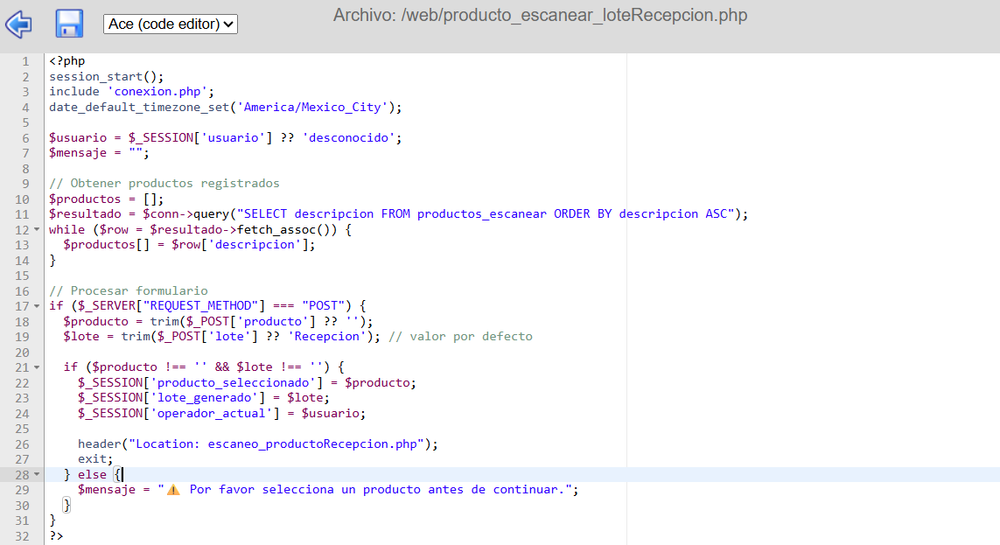 Ace (code editor)
Archivo: /web/producto_escanear_loteRecepcion.php
1 <?php
2 session_start();
3 include 'conexion.php';
4 date_default_timezone_set('America/Mexico_City');
5
6 $usuario = $_SESSION['usuario'] ?? 'desconocido';
7 $mensaje = "";
8
9 // Obtener productos registrados
10 $productos = [];
11 $resultado = $conn->query("SELECT descripcion FROM productos_escanear ORDER BY descripcion ASC");
12 while ($row = $resultado->fetch_assoc()) {
13   $productos[] = $row['descripcion'];
14 }
15
16 // Procesar formulario
17 if ($_SERVER["REQUEST_METHOD"] === "POST") {
18   $producto = trim($_POST['producto'] ?? '');
19   $lote = trim($_POST['lote'] ?? 'Recepcion'); // valor por defecto
20
21   if ($producto !== '' && $lote !== '') {
22     $_SESSION['producto_seleccionado'] = $producto;
23     $_SESSION['lote_generado'] = $lote;
24     $_SESSION['operador_actual'] = $usuario;
25
26     header("Location: escaneo_productoRecepcion.php");
27     exit;
28   } else {
29     $mensaje = "⚠️ Por favor selecciona un producto antes de continuar.";
30   }
31 }
32 ?>